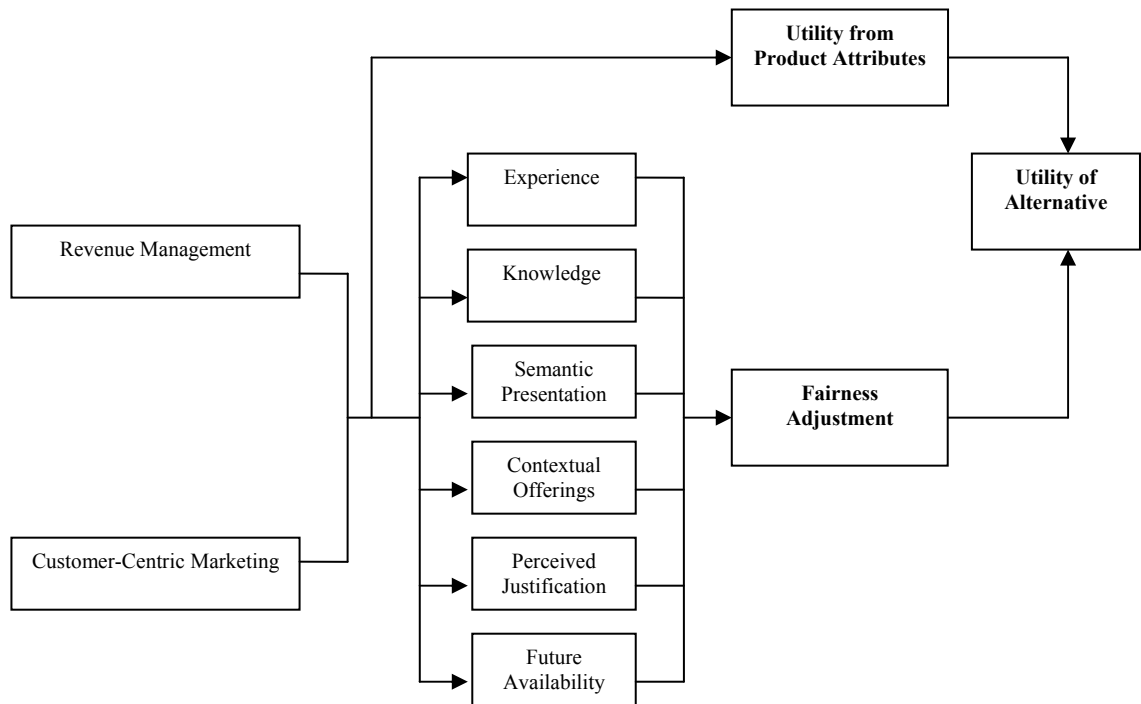 Utility from
Product Attributes
Experience
Utility of
Alternative
Revenue Management
Knowledge
Semantic
Presentation
Fairness
Adjustment
Contextual
Offerings
Customer-Centric Marketing
Perceived
Justification
Future
Availability